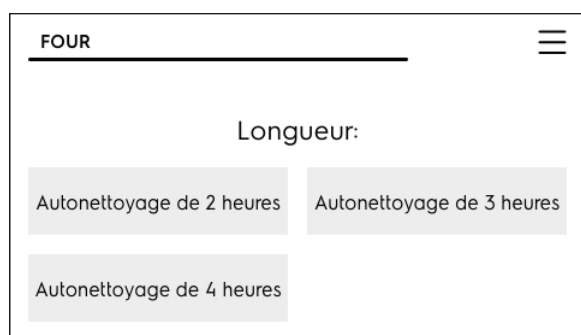 FOUR
Longueur:
Autonettoyage de 2 heures
Autonettoyage de 3 heures
Autonettoyage de 4 heures